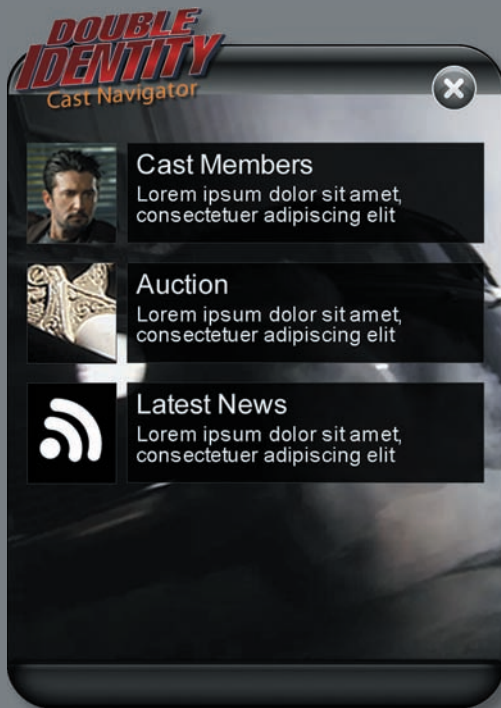 DOUBLE
IDENTITY
Cast Navigator
Cast Members
Lorem ipsum dolor sit amet,
consectetuer adipiscing elit
Auction
Lorem ipsum dolor sit amet,
consectetuer adipiscing elit
Latest News
Lorem ipsum dolor sit amet,
consectetuer adipiscing elit